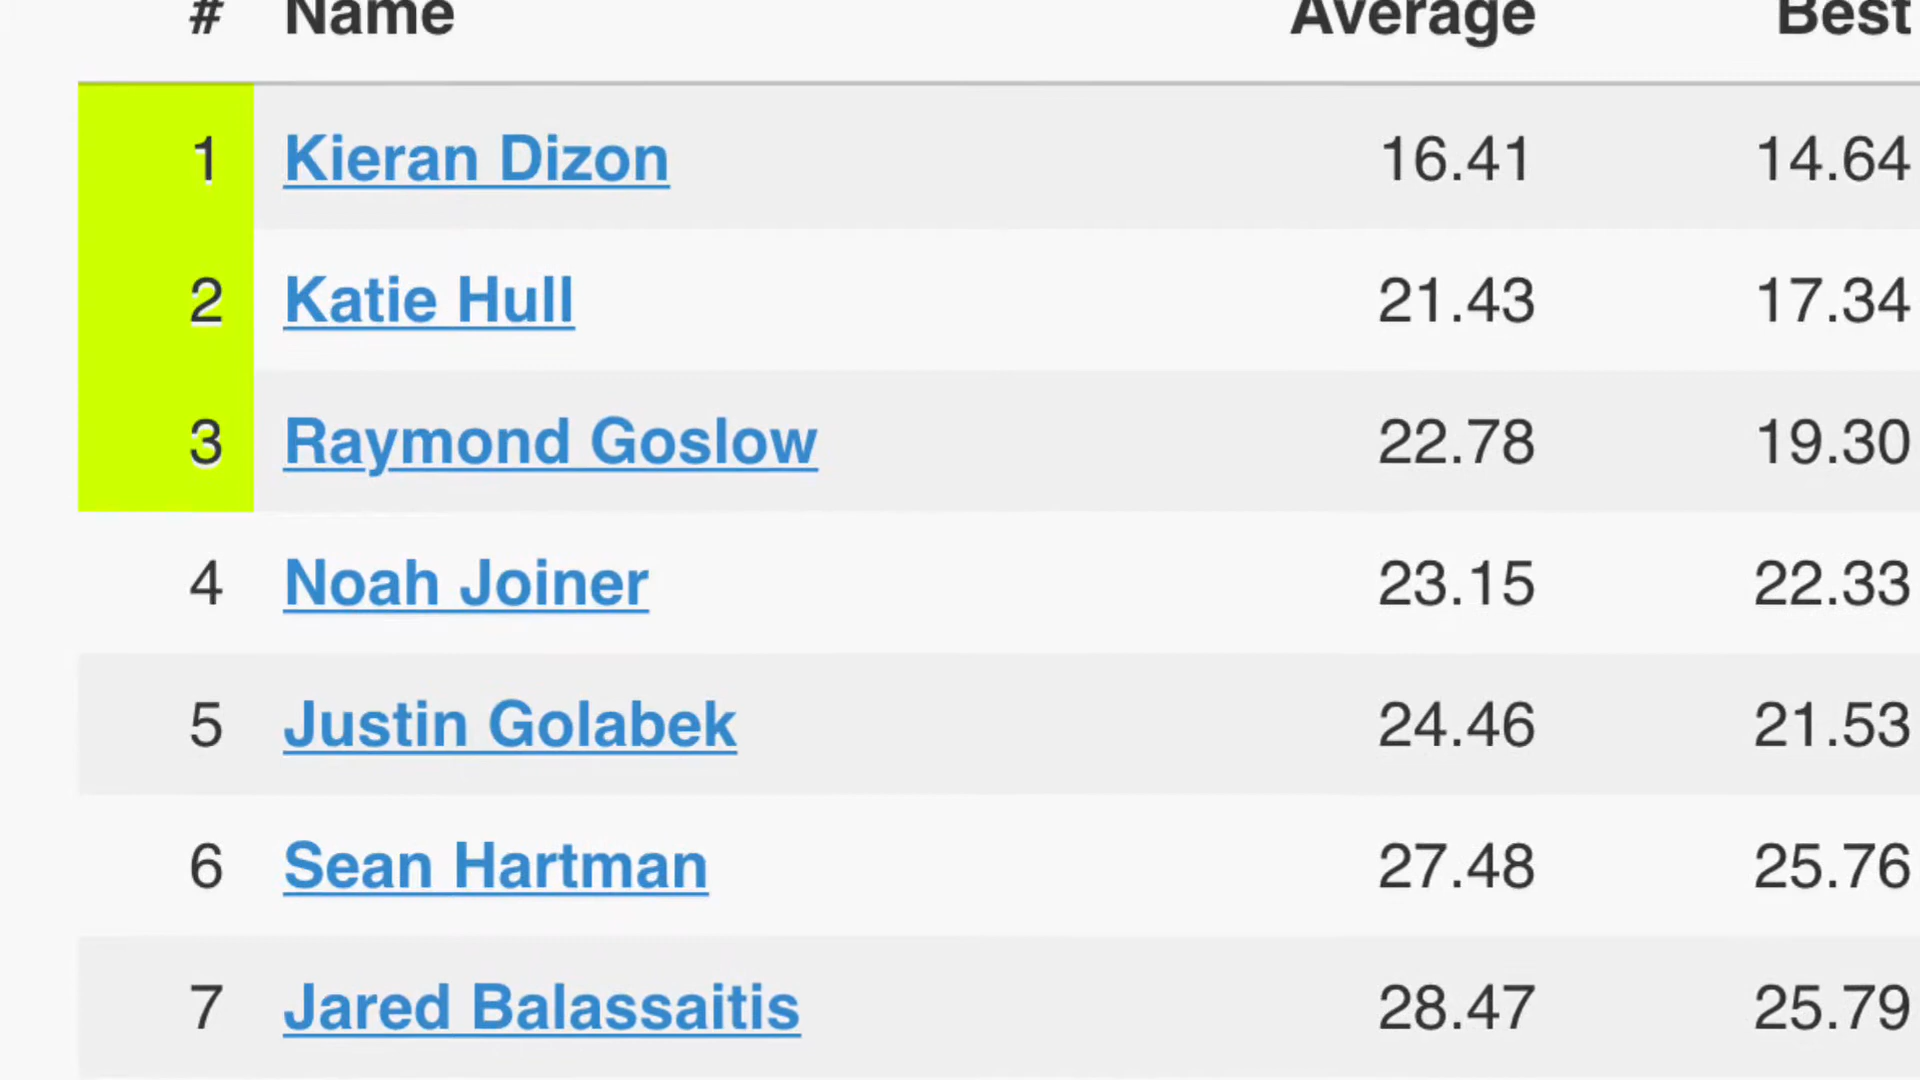 # Name Average Best
1 Kieran Dizon 16.41 14.64
2 Katie Hull 21.43 17.34
3 Raymond Goslow 22.78 19.30
4 Noah Joiner 23.15 22.33
5 Justin Golabek 24.46 21.53
6 Sean Hartman 27.48 25.76
7 Jared Balassaitis 28.47 25.79